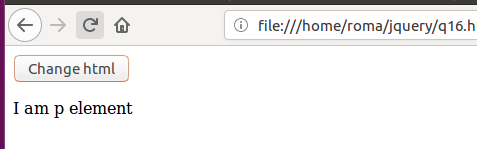 file:///home/roma/jquery/q16.h
Change html
I am p element